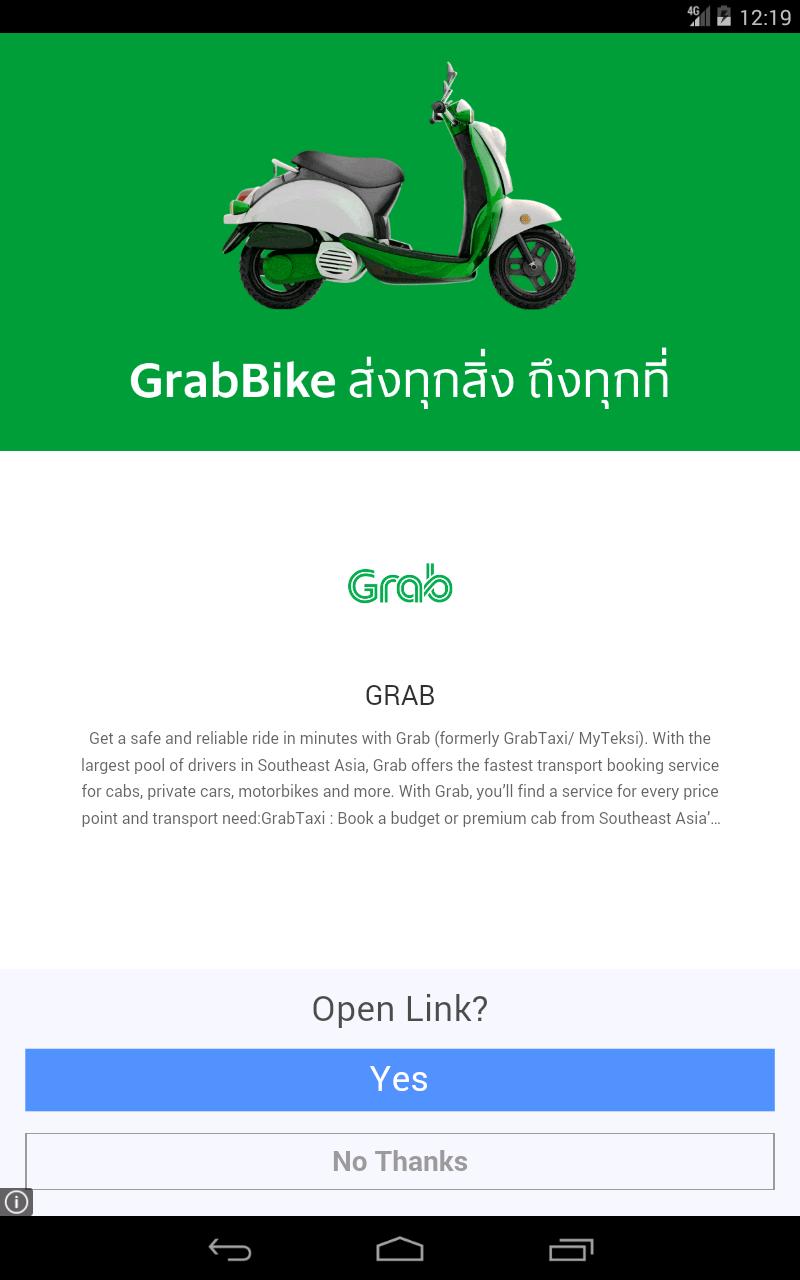 4G 12:19
GrabBike ส่งทุกสิ่ง ถึงทุกที่
Grab
GRAB
Get a safe and reliable ride in minutes with Grab (formerly GrabTaxi/ MyTeksi). With the
largest pool of drivers in Southeast Asia, Grab offers the fastest transport booking service
for cabs, private cars, motorbikes and more. With Grab, you’ll find a service for every price
point and transport need:GrabTaxi : Book a budget or premium cab from Southeast Asia’...
Open Link?
Yes
No Thanks